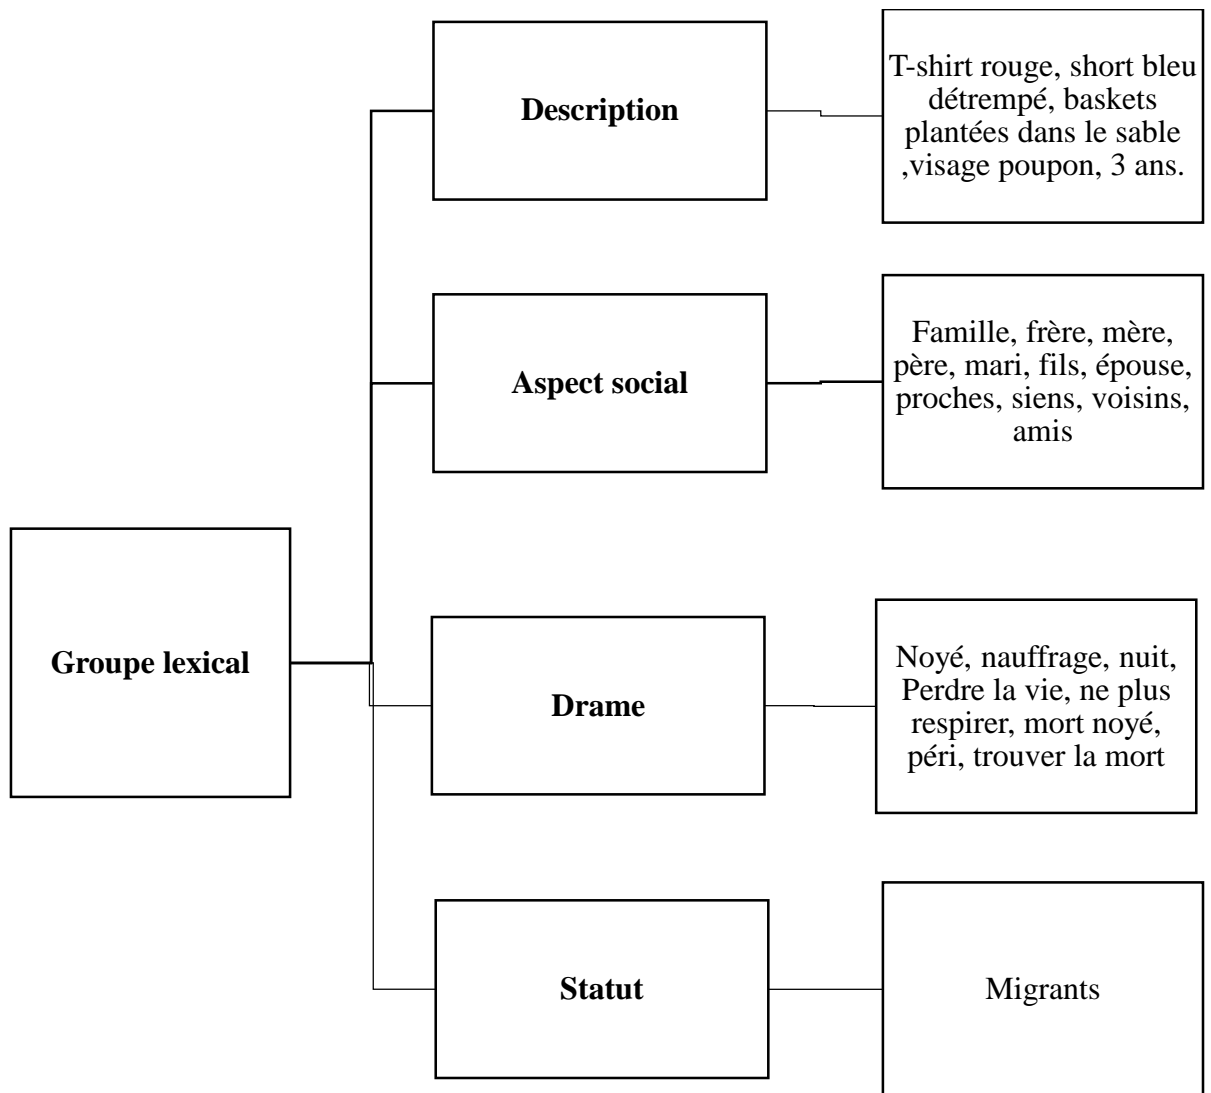 Description
T-shirt rouge, short bleu
détrempé, baskets
plantées dans le sable
,visage poupon, 3 ans.
Aspect social
Famille, frère, mère,
père, mari, fils, épouse,
proches, siens, voisins,
amis
Groupe lexical
Drame
Noyé, nauffrage, nuit,
Perdre la vie, ne plus
respirer, mort noyé,
péri, trouver la mort
Statut
Migrants